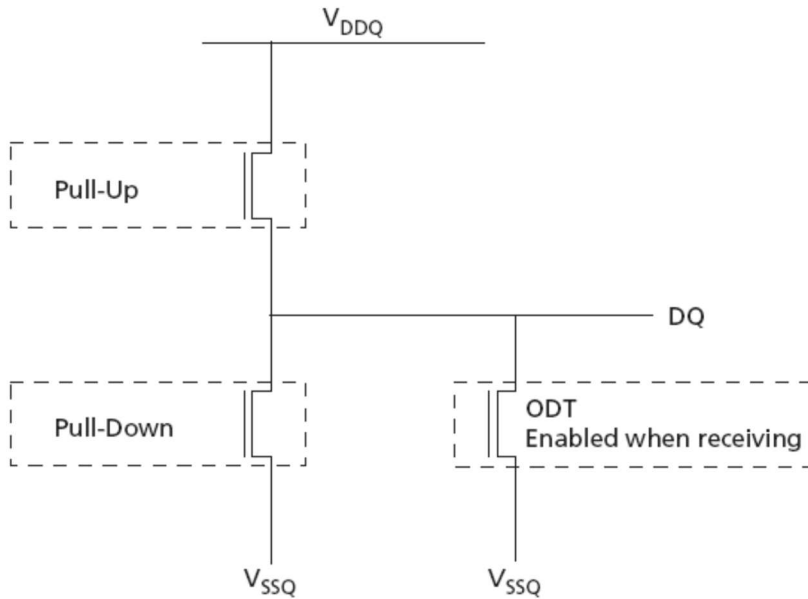 VDDQ
Pull-Up
DQ
Pull-Down
ODT
Enabled when receiving
VSSQ
VSSQ